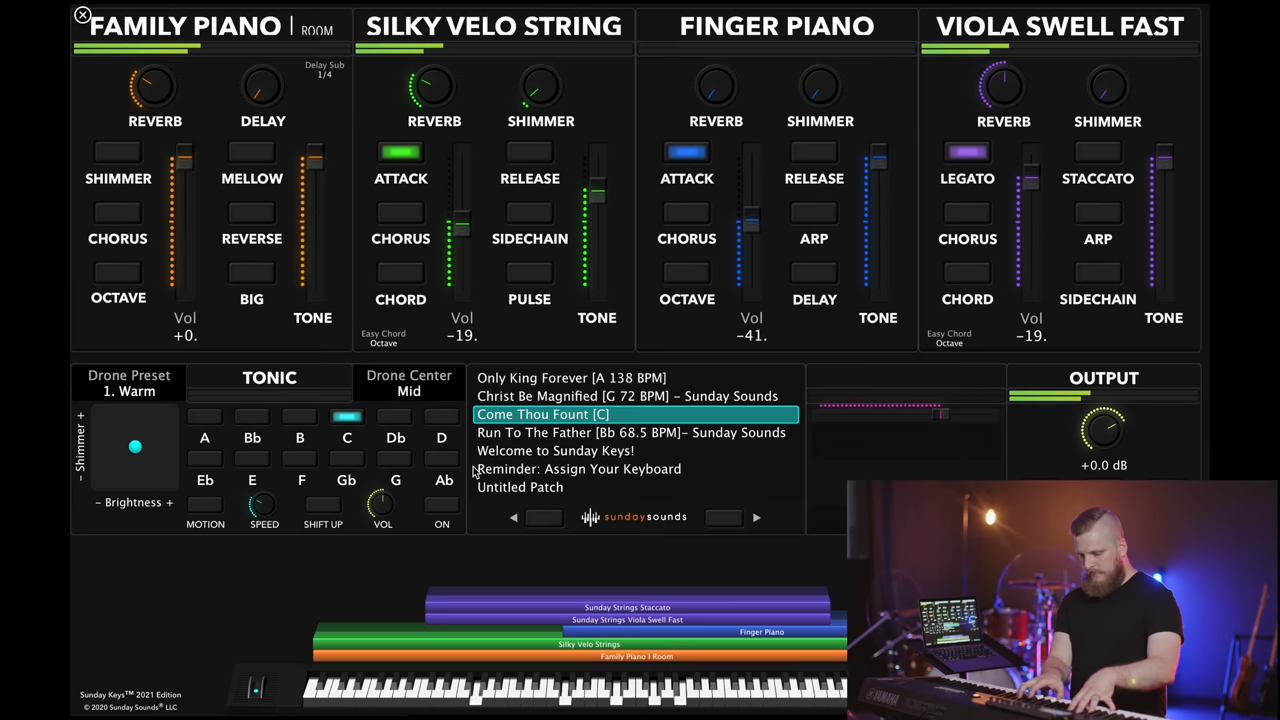 FAMILY PIANO | ROOM
Delay Sub
1/4
REVERB
DELAY
SHIMMER
MELLOW
CHORUS
REVERSE
OCTAVE
BIG
Vol
+0.
TONE
SILKY VELO STRING
REVERB
SHIMMER
ATTACK
RELEASE
CHORUS
SIDECHAIN
CHORD
PULSE
Easy Chord
Octave
Vol
-19.
TONE
FINGER PIANO
REVERB
SHIMMER
ATTACK
RELEASE
CHORUS
ARP
OCTAVE
DELAY
Vol
-41.
TONE
VIOLA SWELL FAST
REVERB
SHIMMER
LEGATO
STACCATO
CHORUS
ARP
CHORD
SIDECHAIN
Easy Chord
Octave
Vol
-19.
TONE
Drone Preset
1. Warm
TONIC
Drone Center
Mid
- Shimmer +
- Brightness +
A Bb B C Db D
Eb E F Gb G Ab
MOTION SPEED SHIFT UP VOL ON
Only King Forever [A 138 BPM]
Christ Be Magnified [G 72 BPM] – Sunday Sounds
Come Thou Fount [C]
Run To The Father [Bb 68.5 BPM]– Sunday Sounds
Welcome to Sunday Keys!
Reminder: Assign Your Keyboard
Untitled Patch
sundaysounds
OUTPUT
+0.0 dB
Sunday Strings Staccato
Sunday Strings Viola Swell Fast
Finger Piano
Silky Velo Strings
Family Piano | Room
Sunday Keys™ 2021 Edition
© 2020 Sunday Sounds® LLC
YAMAHA